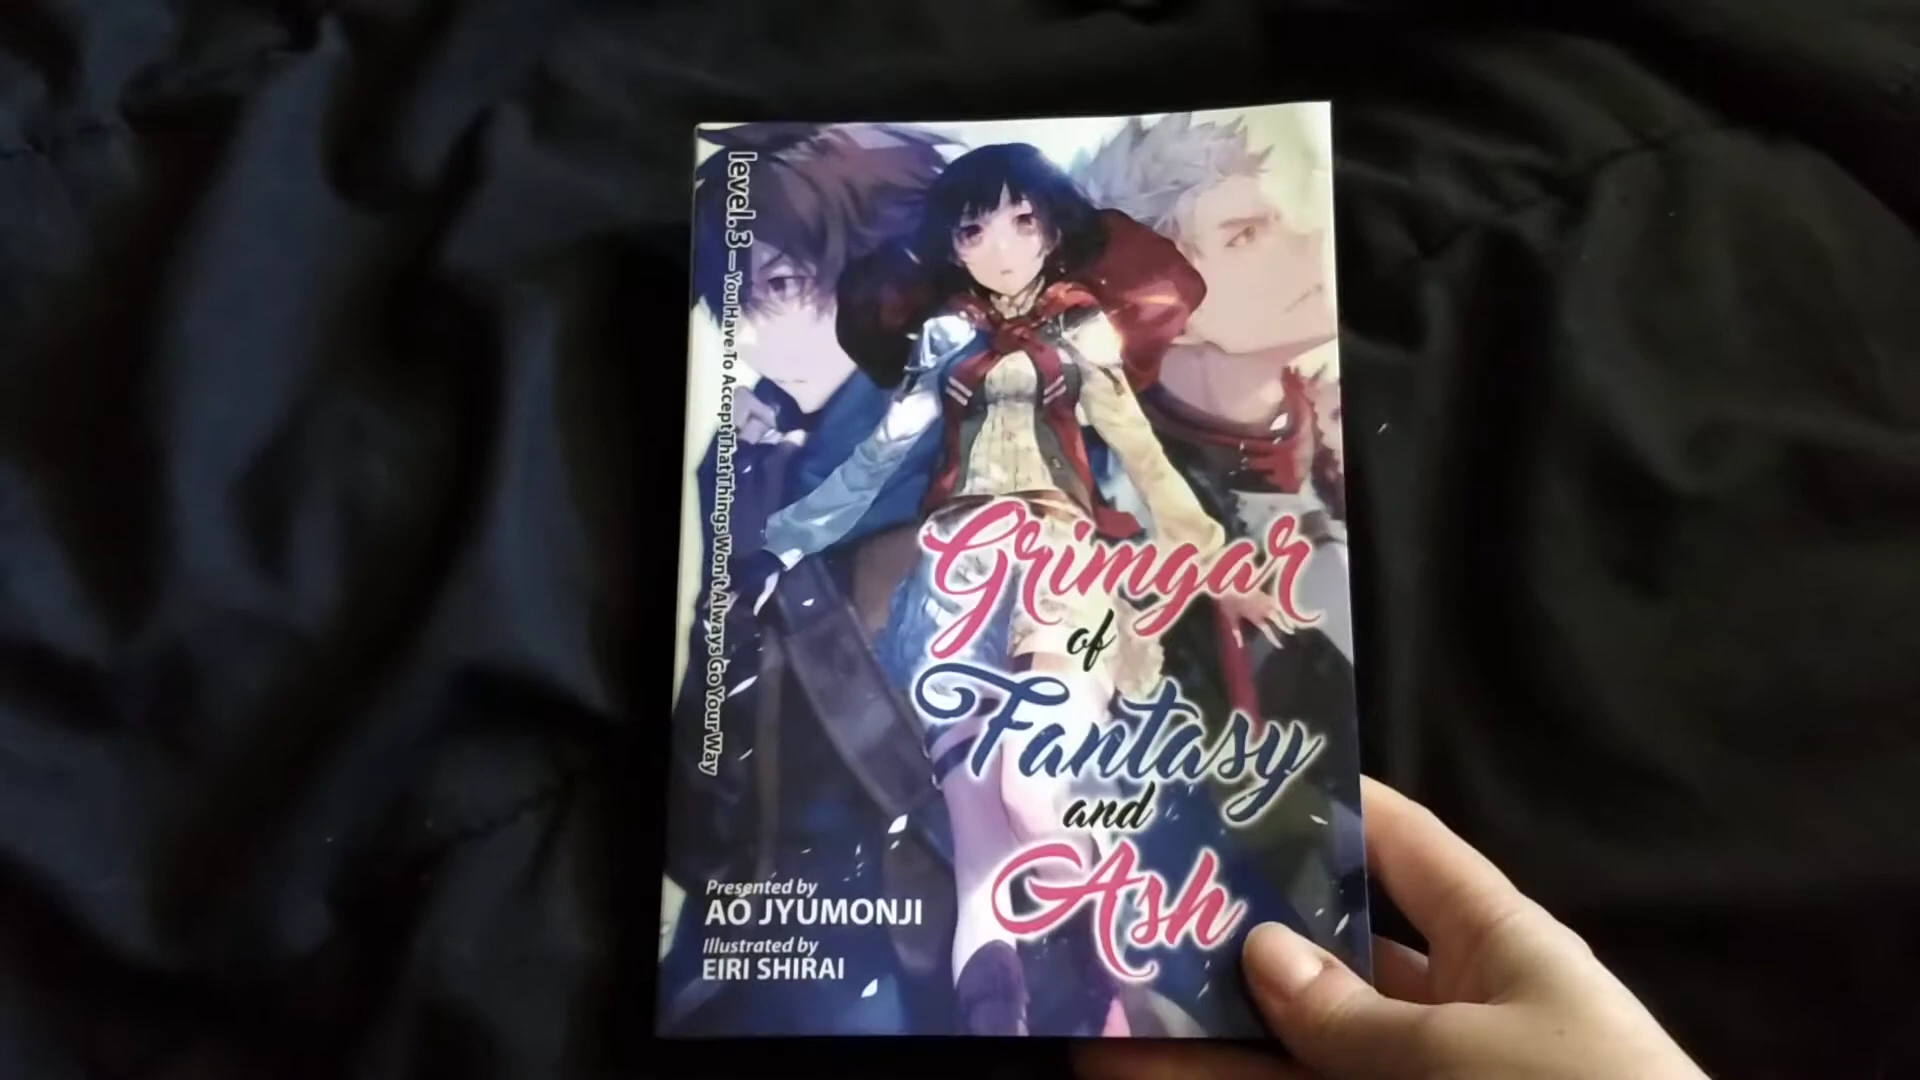 level. 3 — You Have To Accept That Things Won't Always Go Your Way
Grimgar
of
Fantasy
and
Ash
Presented by
AO JYUMONJI
Illustrated by
EIRI SHIRAI